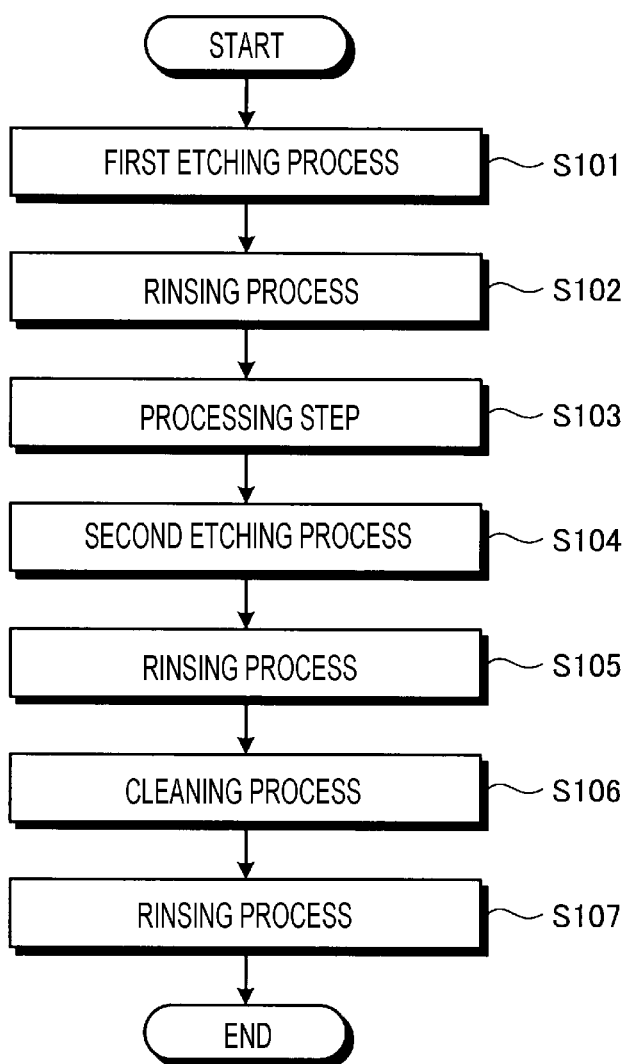 START
FIRST ETCHING PROCESS S101
RINSING PROCESS S102
PROCESSING STEP S103
SECOND ETCHING PROCESS S104
RINSING PROCESS S105
CLEANING PROCESS S106
RINSING PROCESS S107
END